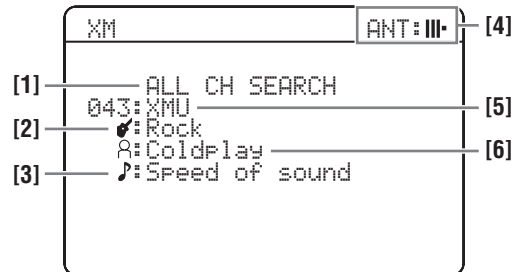 XM ANT: [4]
[1] ALL CH SEARCH
043:XMU [5]
[2] :Rock
:Coldplay [6]
[3] :Speed of sound